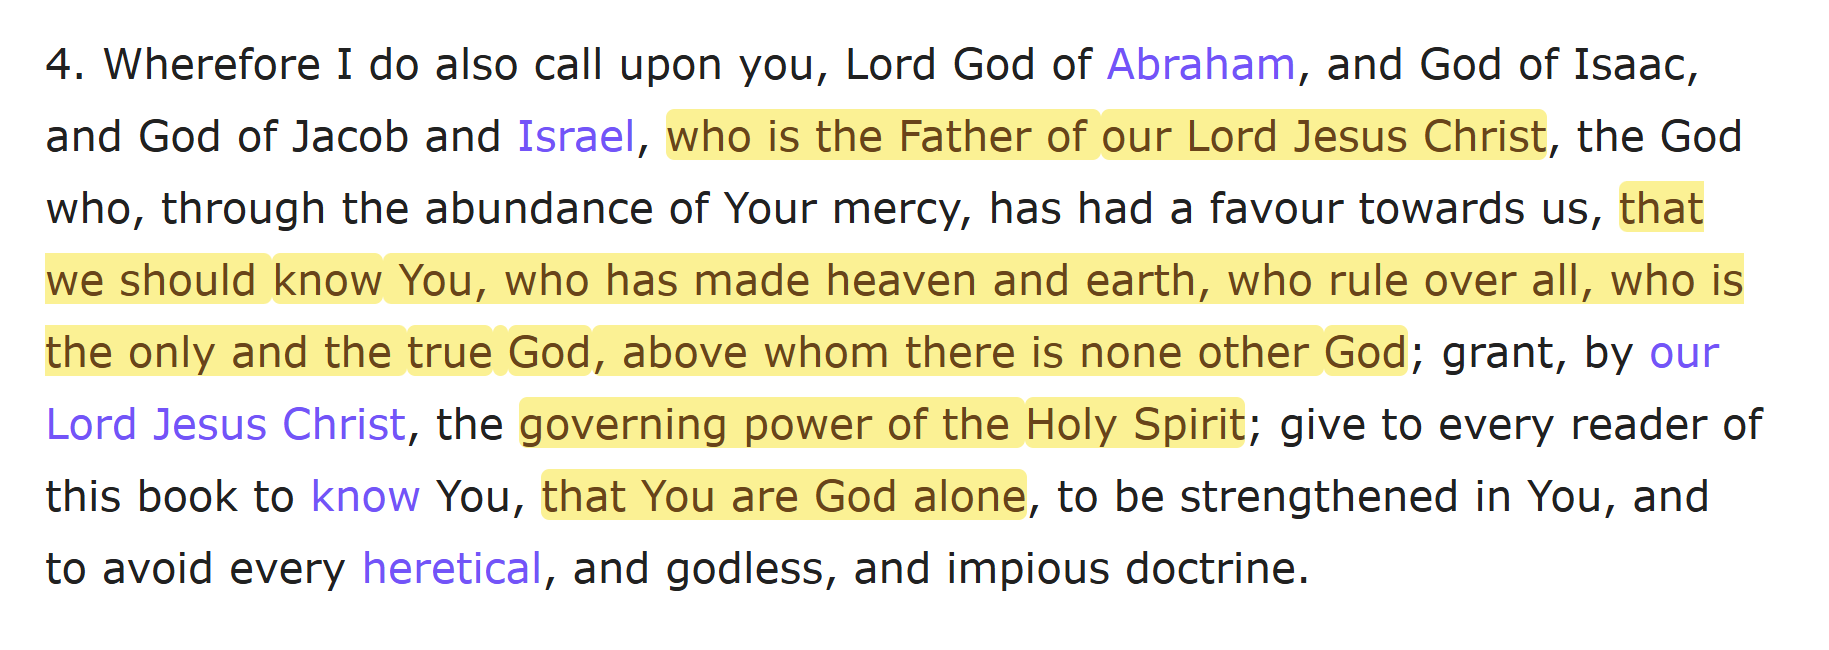 4. Wherefore I do also call upon you, Lord God of Abraham, and God of Isaac,
and God of Jacob and Israel, who is the Father of our Lord Jesus Christ, the God
who, through the abundance of Your mercy, has had a favour towards us, that
we should know You, who has made heaven and earth, who rule over all, who is
the only and the true God, above whom there is none other God; grant, by our
Lord Jesus Christ, the governing power of the Holy Spirit; give to every reader of
this book to know You, that You are God alone, to be strengthened in You, and
to avoid every heretical, and godless, and impious doctrine.